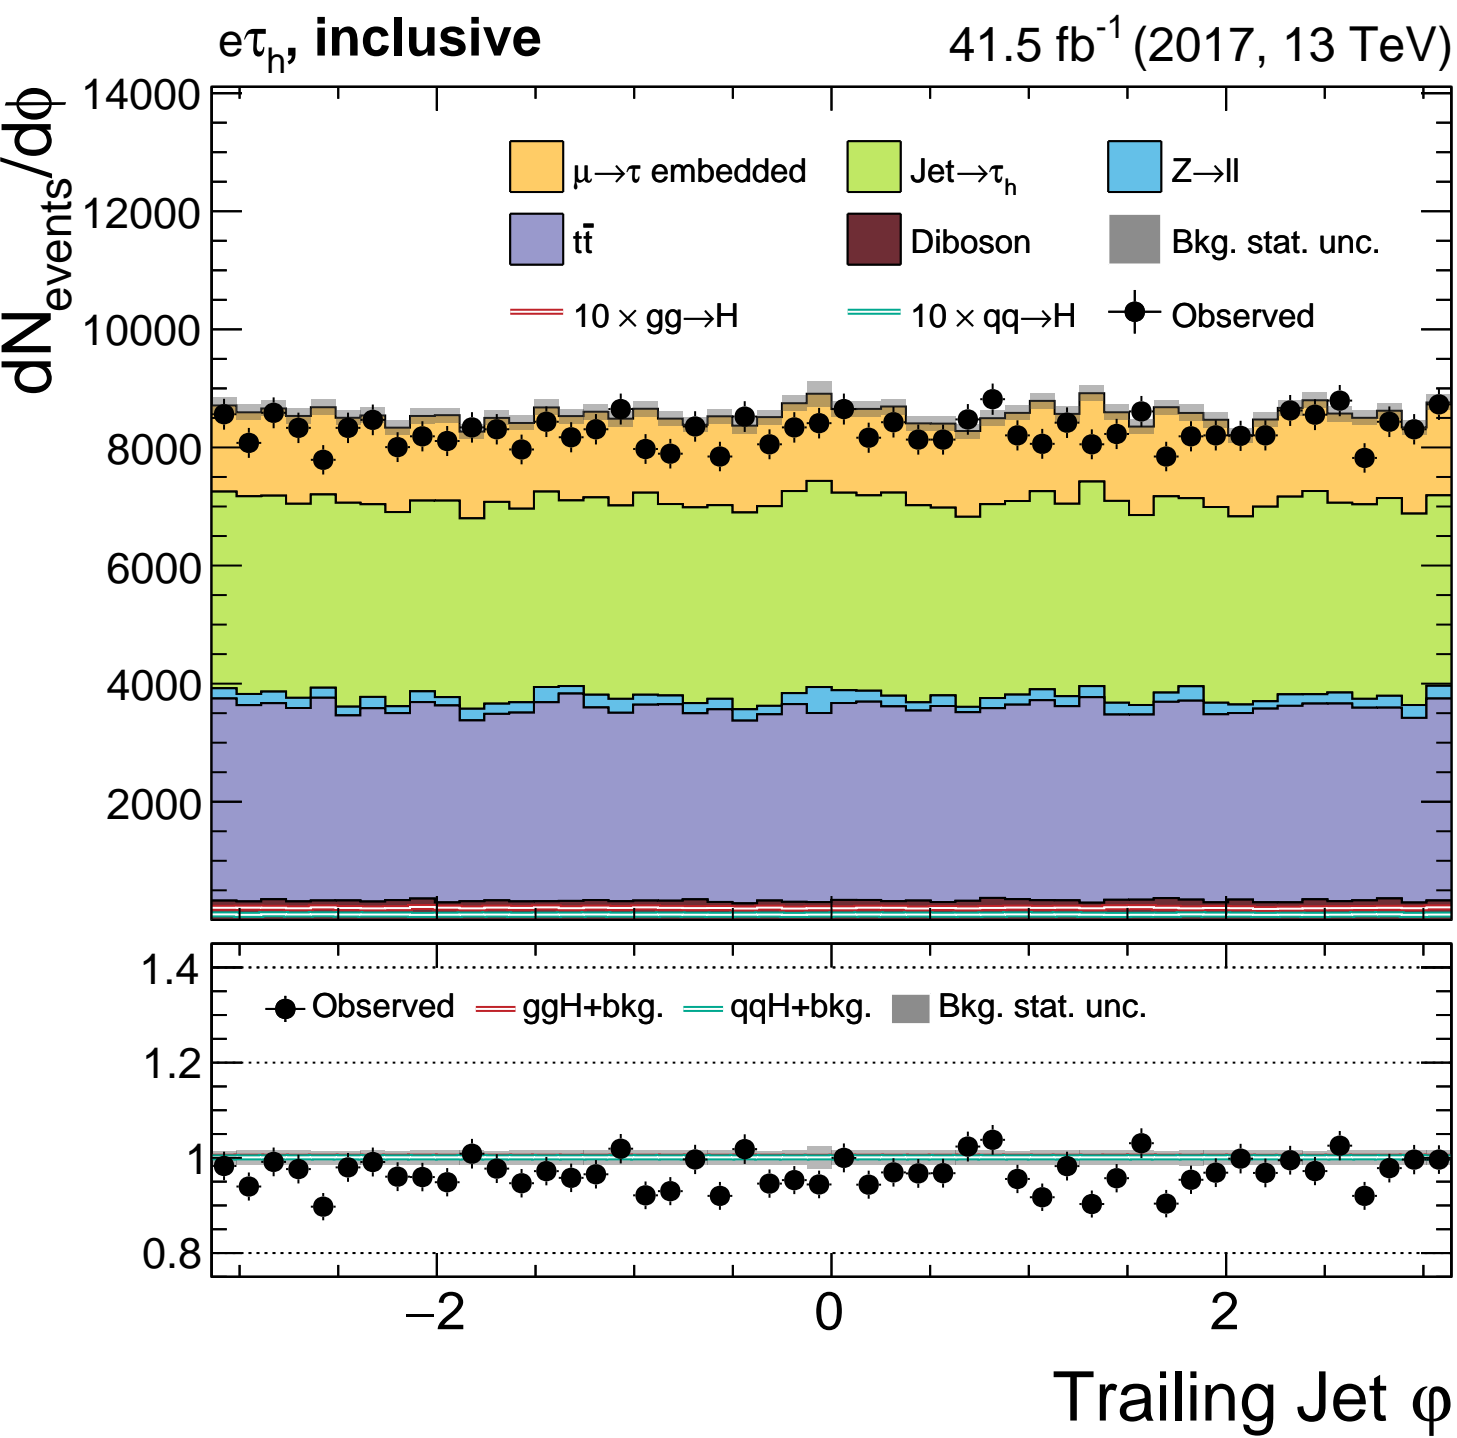 eτh, inclusive 41.5 fb-1 (2017, 13 TeV)
dNevents/dϕ
14000
12000
10000
8000
6000
4000
2000
μ→τ embedded Jet→τh Z→ll
tt̄ Diboson Bkg. stat. unc.
10 × gg→H 10 × qq→H Observed
1.4
1.2
1
0.8
Observed ggH+bkg. qqH+bkg. Bkg. stat. unc.
−2 0 2
Trailing Jet φ